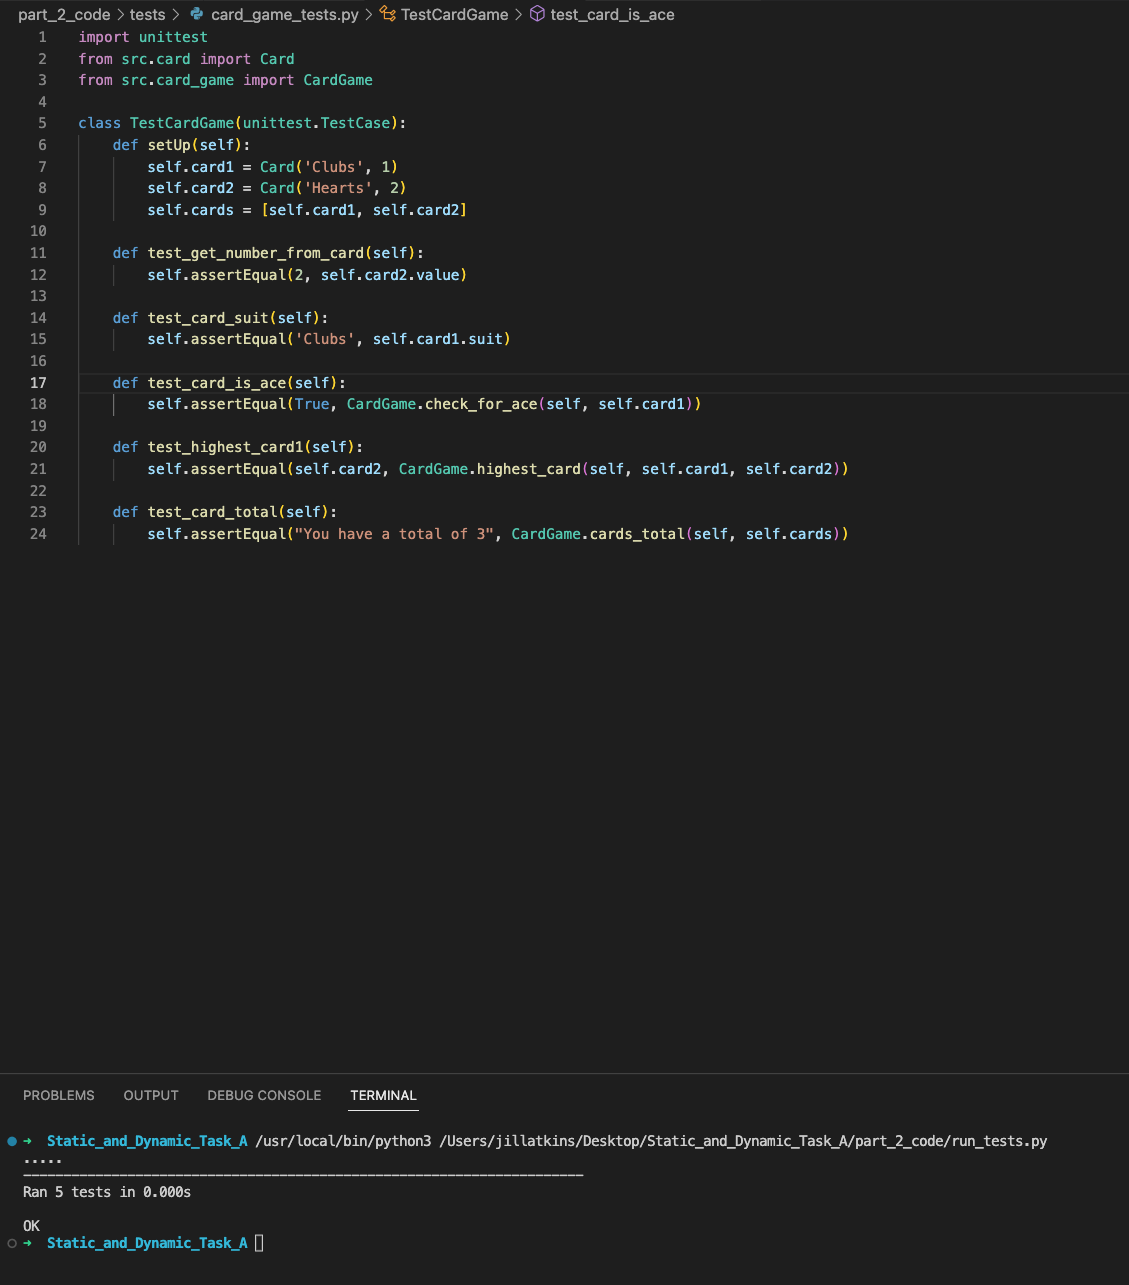 part_2_code > tests > card_game_tests.py > TestCardGame > test_card_is_ace
1 import unittest
2 from src.card import Card
3 from src.card_game import CardGame
4
5 class TestCardGame(unittest.TestCase):
6     def setUp(self):
7         self.card1 = Card('Clubs', 1)
8         self.card2 = Card('Hearts', 2)
9         self.cards = [self.card1, self.card2]
10
11     def test_get_number_from_card(self):
12         self.assertEqual(2, self.card2.value)
13
14     def test_card_suit(self):
15         self.assertEqual('Clubs', self.card1.suit)
16
17     def test_card_is_ace(self):
18         self.assertEqual(True, CardGame.check_for_ace(self, self.card1))
19
20     def test_highest_card1(self):
21         self.assertEqual(self.card2, CardGame.highest_card(self, self.card1, self.card2))
22
23     def test_card_total(self):
24         self.assertEqual("You have a total of 3", CardGame.cards_total(self, self.cards))
PROBLEMS OUTPUT DEBUG CONSOLE TERMINAL
➜ Static_and_Dynamic_Task_A /usr/local/bin/python3 /Users/jillatkins/Desktop/Static_and_Dynamic_Task_A/part_2_code/run_tests.py
.....
----------------------------------------------------------------------
Ran 5 tests in 0.000s
OK
➜ Static_and_Dynamic_Task_A